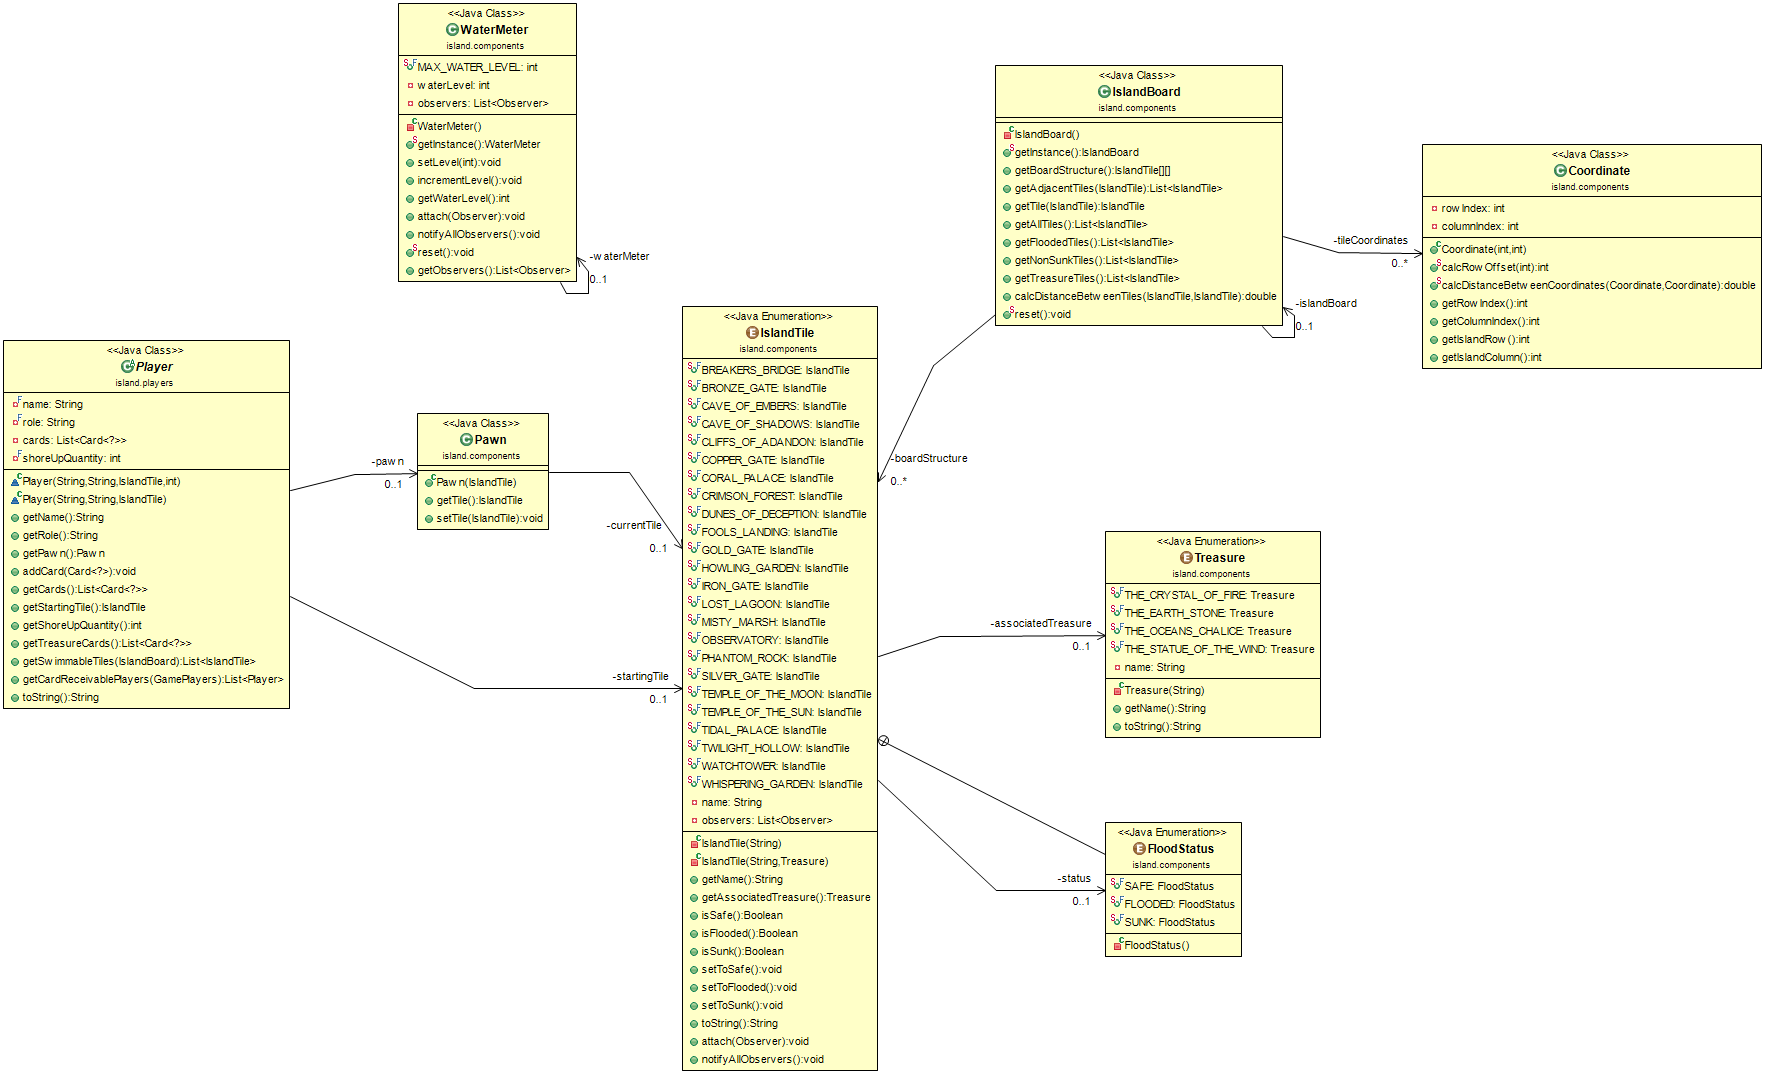 <<Java Class>>
WaterMeter
island.components
MAX_WATER_LEVEL: int
waterLevel: int
observers: List<Observer>
WaterMeter()
getInstance():WaterMeter
setLevel(int):void
incrementLevel():void
getWaterLevel():int
attach(Observer):void
notifyAllObservers():void
reset():void
getObservers():List<Observer>
-waterMeter
0..1
<<Java Class>>
IslandBoard
island.components
IslandBoard()
getInstance():IslandBoard
getBoardStructure():IslandTile[][]
getAdjacentTiles(IslandTile):List<IslandTile>
getTile(IslandTile):IslandTile
getAllTiles():List<IslandTile>
getFloodedTiles():List<IslandTile>
getNonSunkTiles():List<IslandTile>
getTreasureTiles():List<IslandTile>
calcDistanceBetweenTiles(IslandTile,IslandTile):double
reset():void
-islandBoard
0..1
-tileCoordinates
0..*
<<Java Class>>
Coordinate
island.components
rowIndex: int
columnIndex: int
Coordinate(int,int)
calcRowOffset(int):int
calcDistanceBetweenCoordinates(Coordinate,Coordinate):double
getRowIndex():int
getColumnIndex():int
getIslandRow():int
getIslandColumn():int
<<Java Class>>
Player
island.players
name: String
role: String
cards: List<Card<?>>
shoreUpQuantity: int
Player(String,String,IslandTile,int)
Player(String,String,IslandTile)
getName():String
getRole():String
getPawn():Pawn
addCard(Card<?>):void
getCards():List<Card<?>>
getStartingTile():IslandTile
getShoreUpQuantity():int
getTreasureCards():List<Card<?>>
getSwimmableTiles(IslandBoard):List<IslandTile>
getCardReceivablePlayers(GamePlayers):List<Player>
toString():String
-pawn
0..1
<<Java Class>>
Pawn
island.components
Pawn(IslandTile)
getTile():IslandTile
setTile(IslandTile):void
-currentTile
0..1
-startingTile
0..1
<<Java Enumeration>>
IslandTile
island.components
BREAKERS_BRIDGE: IslandTile
BRONZE_GATE: IslandTile
CAVE_OF_EMBERS: IslandTile
CAVE_OF_SHADOWS: IslandTile
CLIFFS_OF_ADANDON: IslandTile
COPPER_GATE: IslandTile
CORAL_PALACE: IslandTile
CRIMSON_FOREST: IslandTile
DUNES_OF_DECEPTION: IslandTile
FOOLS_LANDING: IslandTile
GOLD_GATE: IslandTile
HOWLING_GARDEN: IslandTile
IRON_GATE: IslandTile
LOST_LAGOON: IslandTile
MISTY_MARSH: IslandTile
OBSERVATORY: IslandTile
PHANTOM_ROCK: IslandTile
SILVER_GATE: IslandTile
TEMPLE_OF_THE_MOON: IslandTile
TEMPLE_OF_THE_SUN: IslandTile
TIDAL_PALACE: IslandTile
TWILIGHT_HOLLOW: IslandTile
WATCHTOWER: IslandTile
WHISPERING_GARDEN: IslandTile
name: String
observers: List<Observer>
IslandTile(String)
IslandTile(String,Treasure)
getName():String
getAssociatedTreasure():Treasure
isSafe():Boolean
isFlooded():Boolean
isSunk():Boolean
setToSafe():void
setToFlooded():void
setToSunk():void
toString():String
attach(Observer):void
notifyAllObservers():void
-boardStructure
0..*
-associatedTreasure
0..1
<<Java Enumeration>>
Treasure
island.components
THE_CRYSTAL_OF_FIRE: Treasure
THE_EARTH_STONE: Treasure
THE_OCEANS_CHALICE: Treasure
THE_STATUE_OF_THE_WIND: Treasure
name: String
Treasure(String)
getName():String
toString():String
-status
0..1
<<Java Enumeration>>
FloodStatus
island.components
SAFE: FloodStatus
FLOODED: FloodStatus
SUNK: FloodStatus
FloodStatus()